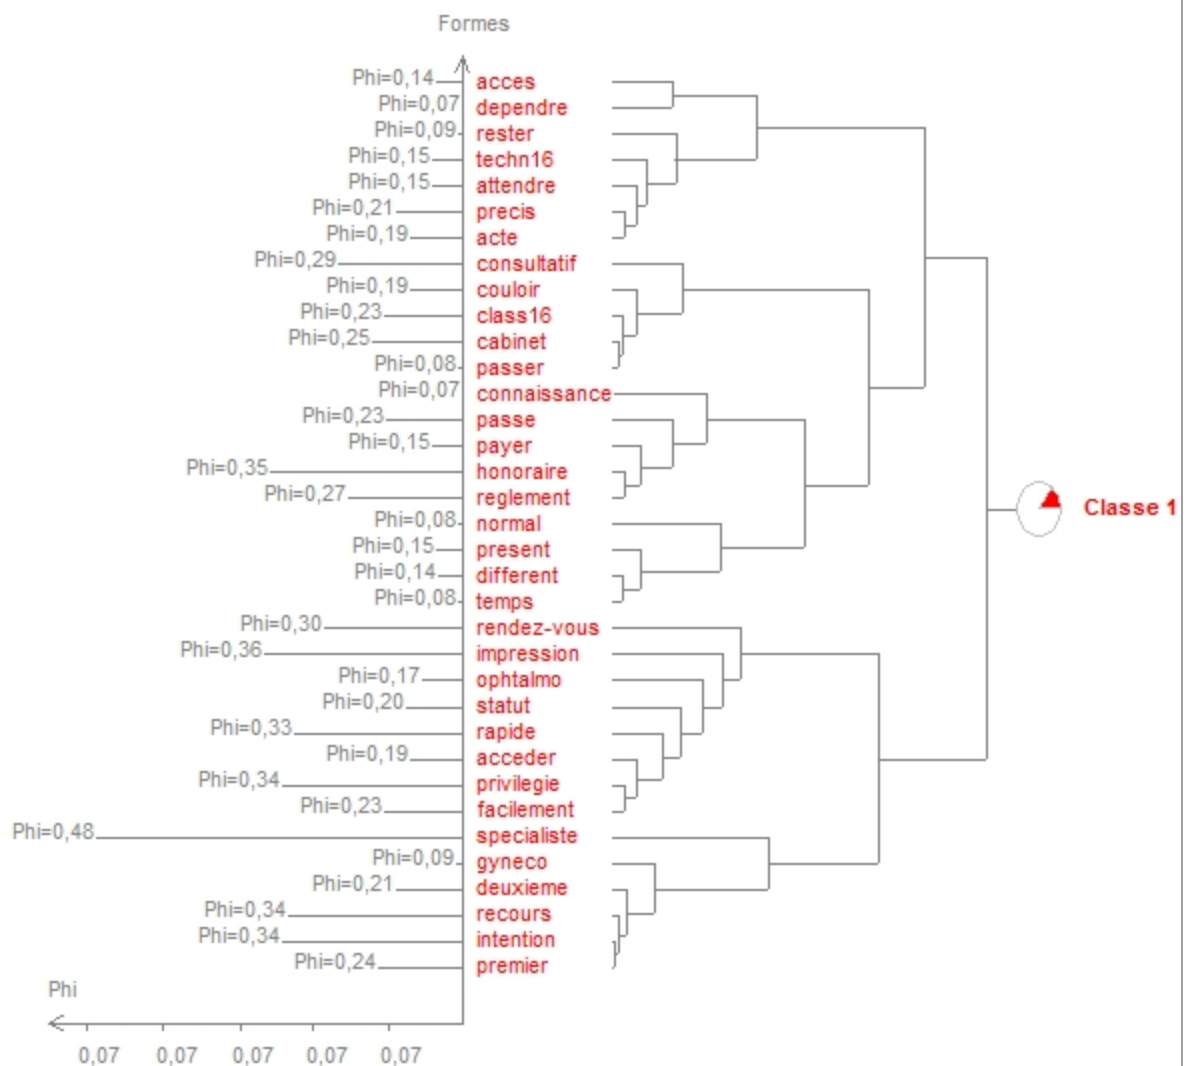 Formes
Phi=0,14 acces
Phi=0,07 dependre
Phi=0,09 rester
Phi=0,15 techn16
Phi=0,15 attendre
Phi=0,21 precis
Phi=0,19 acte
Phi=0,29 consultatif
Phi=0,19 couloir
Phi=0,23 class16
Phi=0,25 cabinet
Phi=0,08 passer
Phi=0,07 connaissance
Phi=0,23 passe
Phi=0,15 payer
Phi=0,35 honoraire
Phi=0,27 reglement
Classe 1
Phi=0,08 normal
Phi=0,15 present
Phi=0,14 different
Phi=0,08 temps
Phi=0,30 rendez-vous
Phi=0,36 impression
Phi=0,17 ophtalmo
Phi=0,20 statut
Phi=0,33 rapide
Phi=0,19 acceder
Phi=0,34 privilegie
Phi=0,23 facilement
Phi=0,48 specialiste
Phi=0,09 gyneco
Phi=0,21 deuxieme
Phi=0,34 recours
Phi=0,34 intention
Phi=0,24 premier
Phi
0,07 0,07 0,07 0,07 0,07